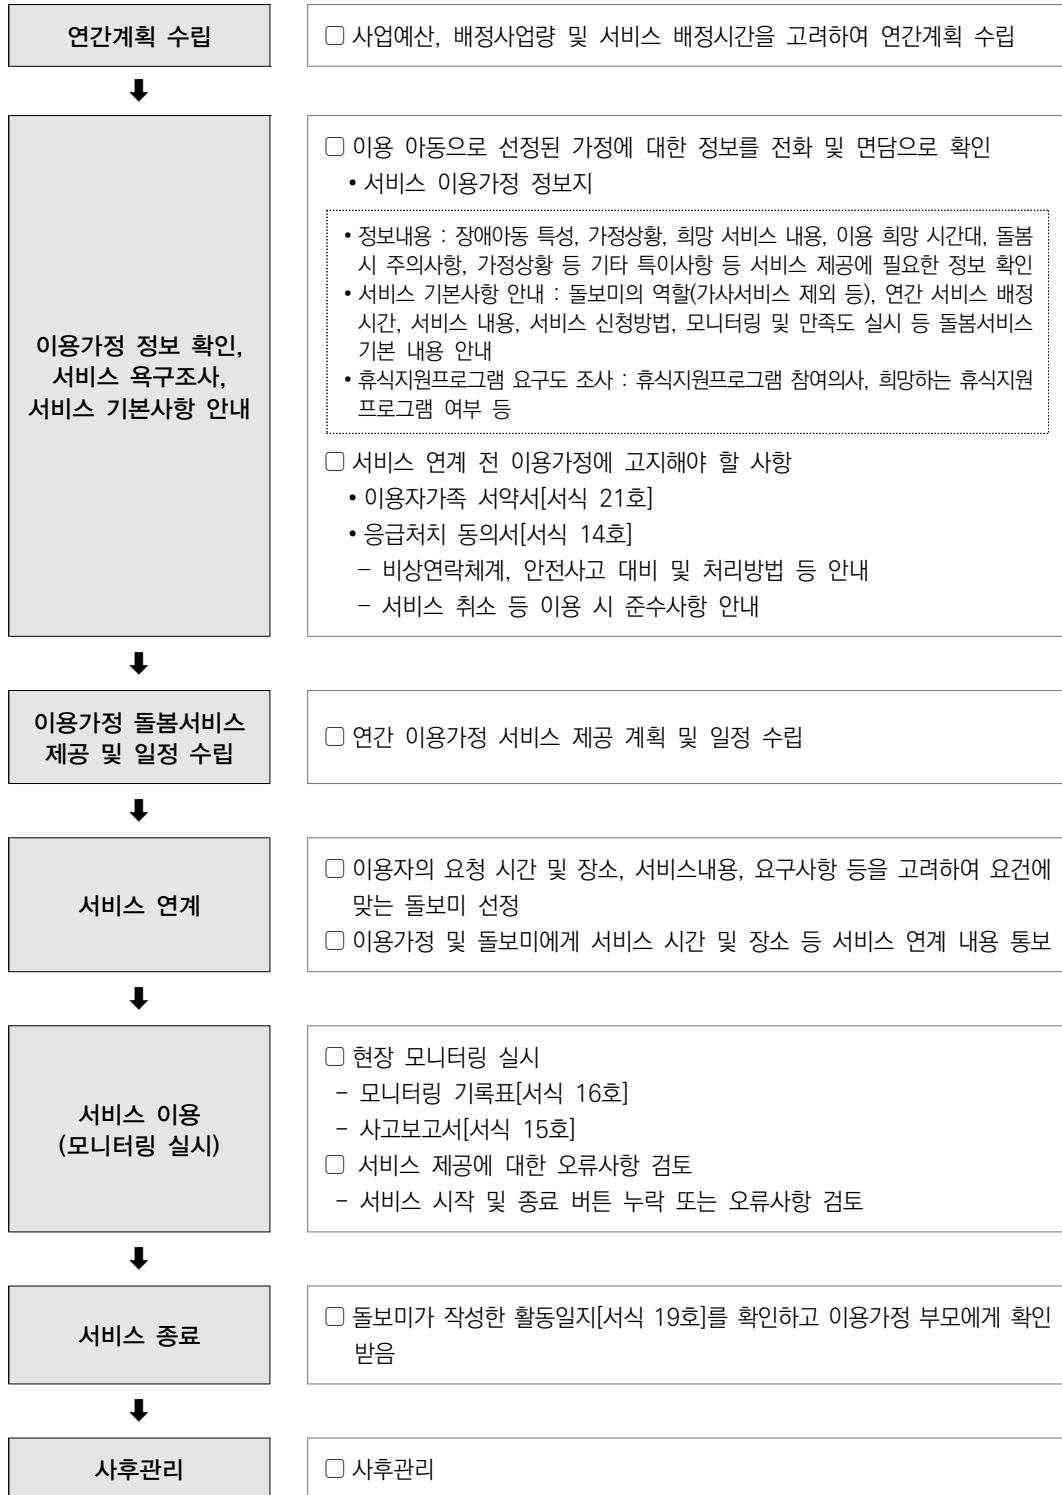 연간계획 수립
□ 사업예산, 배정사업량 및 서비스 배정시간을 고려하여 연간계획 수립
⬇
이용가정 정보 확인,
서비스 욕구조사,
서비스 기본사항 안내
□ 이용 아동으로 선정된 가정에 대한 정보를 전화 및 면담으로 확인
• 서비스 이용가정 정보지
• 정보내용 : 장애아동 특성, 가정상황, 희망 서비스 내용, 이용 희망 시간대, 돌봄
시 주의사항, 가정상황 등 기타 특이사항 등 서비스 제공에 필요한 정보 확인
• 서비스 기본사항 안내 : 돌보미의 역할(가사서비스 제외 등), 연간 서비스 배정
시간, 서비스 내용, 서비스 신청방법, 모니터링 및 만족도 실시 등 돌봄서비스
기본 내용 안내
• 휴식지원프로그램 요구도 조사 : 휴식지원프로그램 참여의사, 희망하는 휴식지원
프로그램 여부 등
□ 서비스 연계 전 이용가정에 고지해야 할 사항
• 이용자가족 서약서[서식 21호]
• 응급처치 동의서[서식 14호]
- 비상연락체계, 안전사고 대비 및 처리방법 등 안내
- 서비스 취소 등 이용 시 준수사항 안내
⬇
이용가정 돌봄서비스
제공 및 일정 수립
□ 연간 이용가정 서비스 제공 계획 및 일정 수립
⬇
서비스 연계
□ 이용자의 요청 시간 및 장소, 서비스내용, 요구사항 등을 고려하여 요건에
맞는 돌보미 선정
□ 이용가정 및 돌보미에게 서비스 시간 및 장소 등 서비스 연계 내용 통보
⬇
서비스 이용
(모니터링 실시)
□ 현장 모니터링 실시
- 모니터링 기록표[서식 16호]
- 사고보고서[서식 15호]
□ 서비스 제공에 대한 오류사항 검토
- 서비스 시작 및 종료 버튼 누락 또는 오류사항 검토
⬇
서비스 종료
□ 돌보미가 작성한 활동일지[서식 19호]를 확인하고 이용가정 부모에게 확인
받음
⬇
사후관리
□ 사후관리